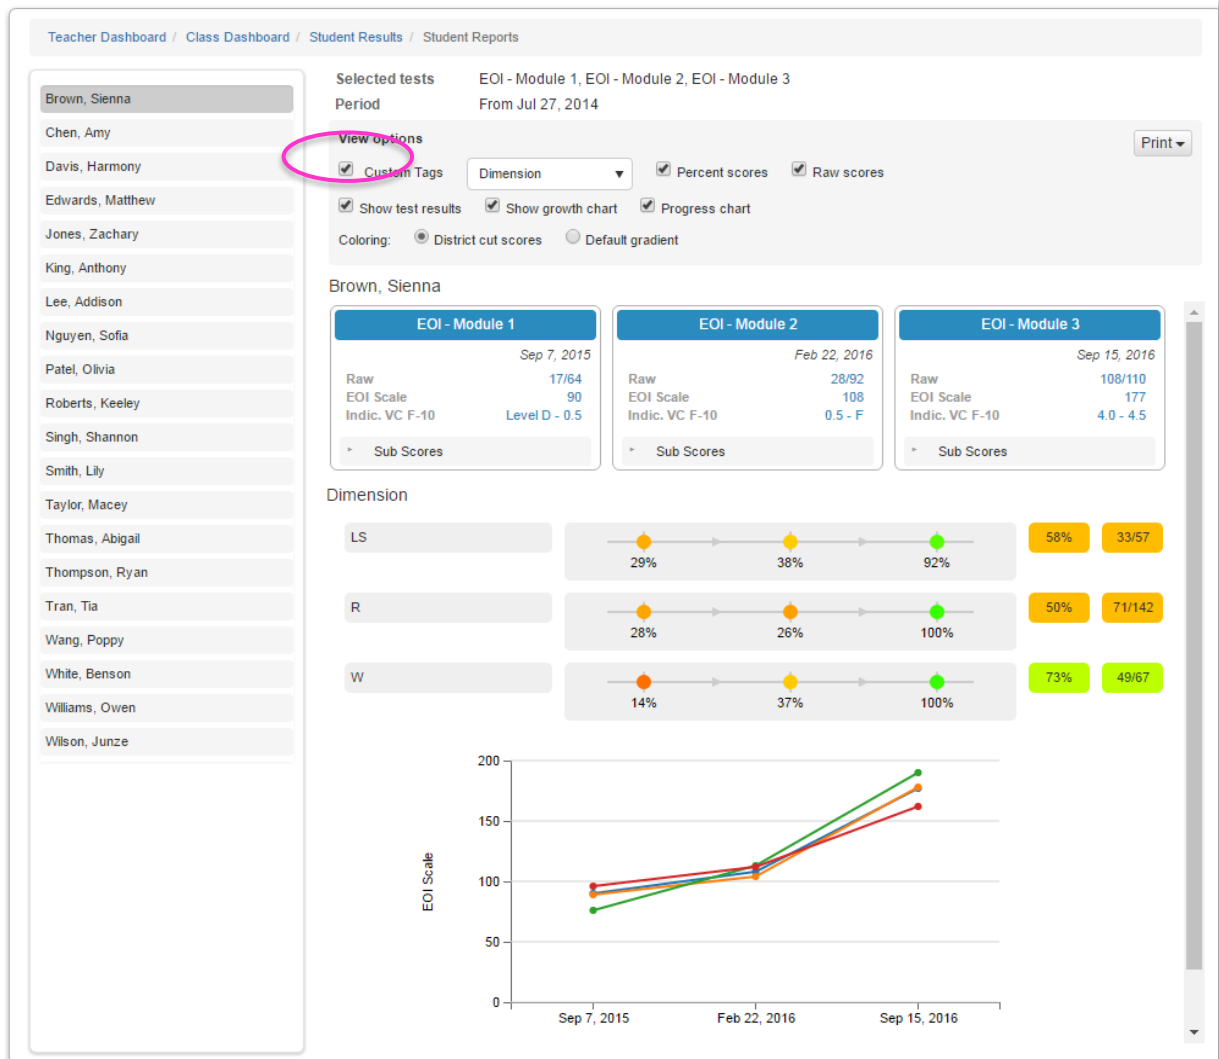 Teacher Dashboard / Class Dashboard / Student Results / Student Reports
Brown, Sienna
Chen, Amy
Davis, Harmony
Edwards, Matthew
Jones, Zachary
King, Anthony
Lee, Addison
Nguyen, Sofia
Patel, Olivia
Roberts, Keeley
Singh, Shannon
Smith, Lily
Taylor, Macey
Thomas, Abigail
Thompson, Ryan
Tran, Tia
Wang, Poppy
White, Benson
Williams, Owen
Wilson, Junze
Selected tests EOI - Module 1, EOI - Module 2, EOI - Module 3
Period From Jul 27, 2014
View options
Print
Custom Tags Dimension Percent scores Raw scores
Show test results Show growth chart Progress chart
Coloring: District cut scores Default gradient
Brown, Sienna
EOI - Module 1
Sep 7, 2015
Raw 17/64
EOI Scale 90
Indic. VC F-10 Level D - 0.5
Sub Scores
EOI - Module 2
Feb 22, 2016
Raw 28/92
EOI Scale 108
Indic. VC F-10 0.5 - F
Sub Scores
EOI - Module 3
Sep 15, 2016
Raw 108/110
EOI Scale 177
Indic. VC F-10 4.0 - 4.5
Sub Scores
Dimension
LS 58% 33/57
29% 38% 92%
R 50% 71/142
28% 26% 100%
W 73% 49/67
14% 37% 100%
200
150
100
50
0
EOI Scale
Sep 7, 2015 Feb 22, 2016 Sep 15, 2016